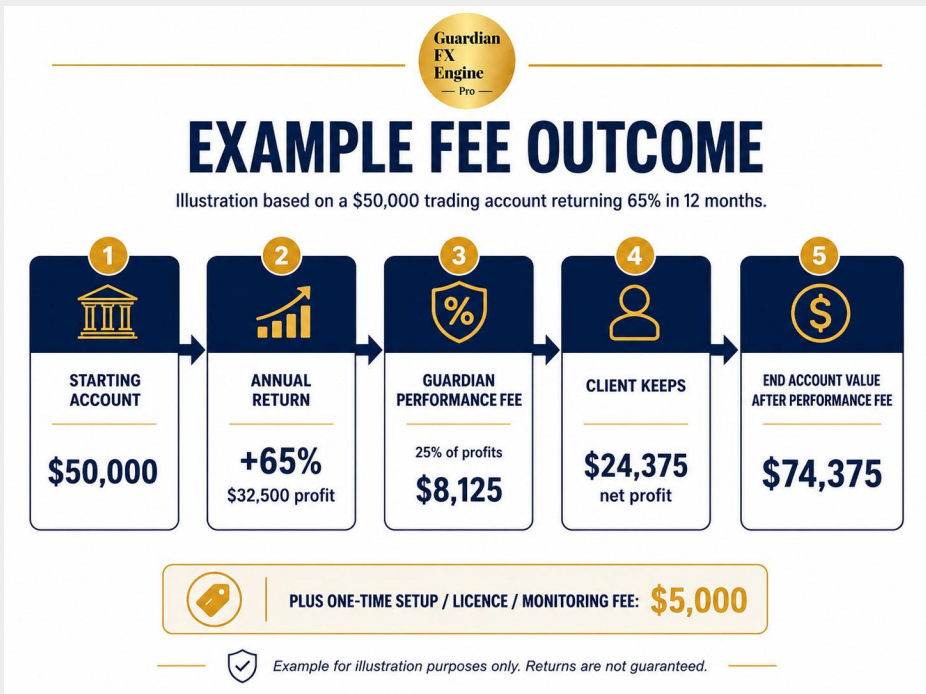 Guardian
FX
Engine
Pro
EXAMPLE FEE OUTCOME
Illustration based on a $50,000 trading account returning 65% in 12 months.
1
STARTING
ACCOUNT
$50,000
2
ANNUAL
RETURN
+65%
$32,500 profit
3
%
GUARDIAN
PERFORMANCE FEE
25% of profits
$8,125
4
CLIENT KEEPS
$24,375
net profit
5
$
END ACCOUNT VALUE
AFTER PERFORMANCE FEE
$74,375
PLUS ONE-TIME SETUP / LICENCE / MONITORING FEE: $5,000
Example for illustration purposes only. Returns are not guaranteed.